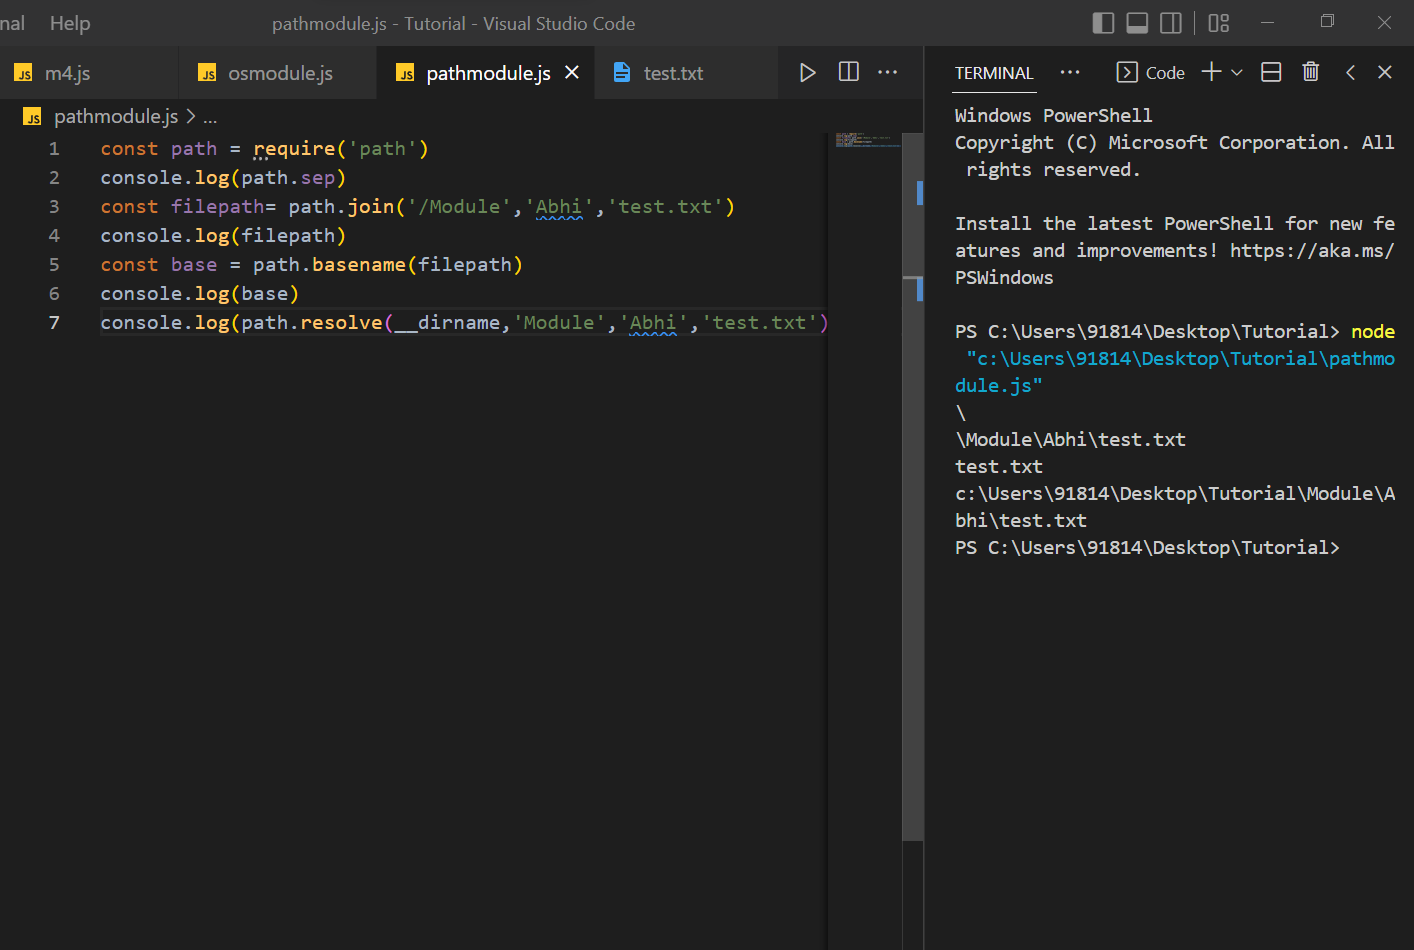 nal Help pathmodule.js - Tutorial - Visual Studio Code
JS m4.js JS osmodule.js JS pathmodule.js test.txt
JS pathmodule.js > ...
1 const path = require('path')
2 console.log(path.sep)
3 const filepath= path.join('/Module','Abhi','test.txt')
4 console.log(filepath)
5 const base = path.basename(filepath)
6 console.log(base)
7 console.log(path.resolve(__dirname,'Module','Abhi','test.txt')
TERMINAL ... Code
Windows PowerShell
Copyright (C) Microsoft Corporation. All
rights reserved.
Install the latest PowerShell for new fe
atures and improvements! https://aka.ms/
PSWindows
PS C:\Users\91814\Desktop\Tutorial> node
"c:\Users\91814\Desktop\Tutorial\pathmo
dule.js"
\
\Module\Abhi\test.txt
test.txt
c:\Users\91814\Desktop\Tutorial\Module\A
bhi\test.txt
PS C:\Users\91814\Desktop\Tutorial>